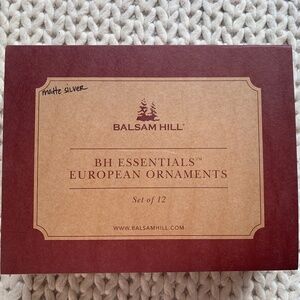 matte silver
BALSAM HILL®
BH ESSENTIALS™
EUROPEAN ORNAMENTS
Set of 12
WWW.BALSAMHILL.COM